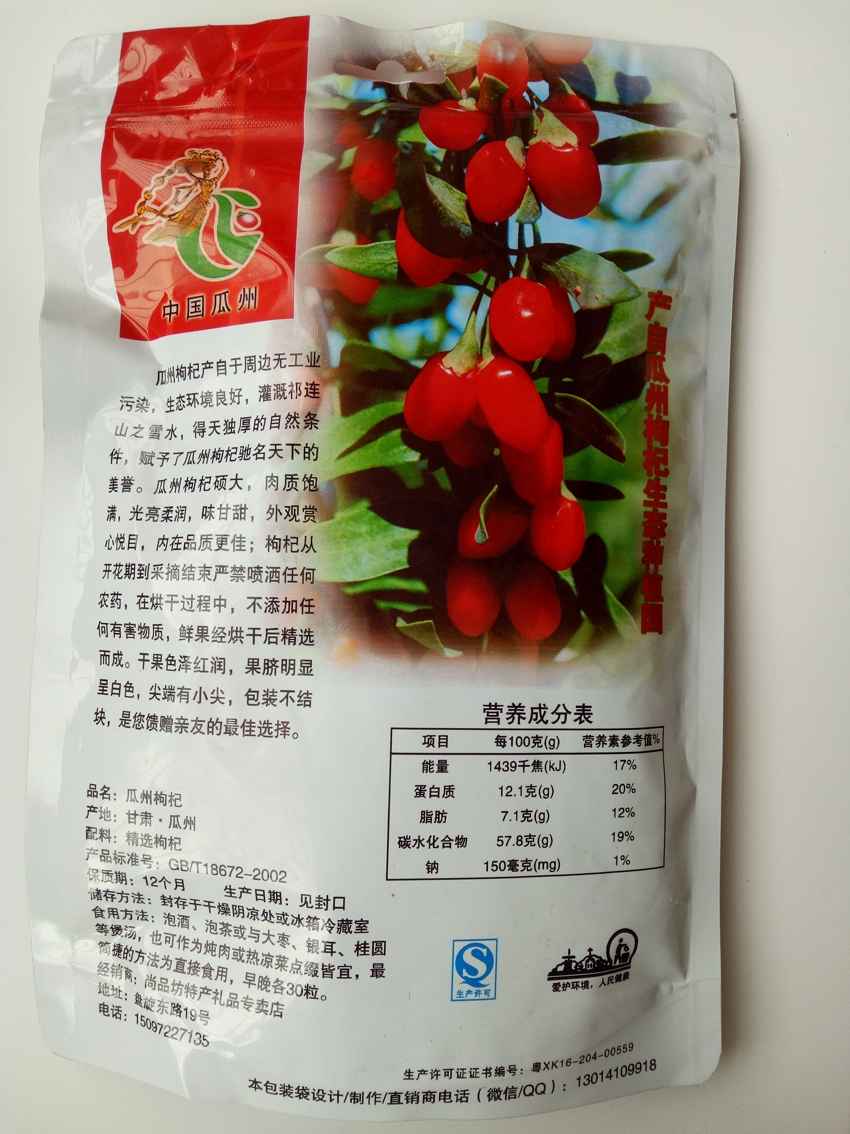 中国瓜州
瓜州枸杞产自于周边无工业
污染，生态环境良好，灌溉祁连
山之雪水，得天独厚的自然条
件，赋予了瓜州枸杞驰名天下的
美誉。瓜州枸杞硕大，肉质饱
满，光亮柔润，味甘甜，外观赏
心悦目，内在品质更佳；枸杞从
开花期到采摘结束严禁喷洒任何
农药，在烘干过程中，不添加任
何有害物质，鲜果经烘干后精选
而成。干果色泽红润，果脐明显
呈白色，尖端有小尖，包装不结
块，是您馈赠亲友的最佳选择。
产自瓜州枸杞生态种植园
营养成分表
项目 每100克(g) 营养素参考值%
能量 1439千焦(kJ) 17%
蛋白质 12.1克(g) 20%
脂肪 7.1克(g) 12%
碳水化合物 57.8克(g) 19%
钠 150毫克(mg) 1%
品名：瓜州枸杞
产地：甘肃·瓜州
配料：精选枸杞
产品标准号：GB/T18672-2002
保质期：12个月 生产日期：见封口
储存方法：封存于干燥阴凉处或冰箱冷藏室
食用方法：泡酒、泡茶或与大枣、银耳、桂圆
等煲汤，也可作为炖肉或热凉菜点缀皆宜，最
简捷的方法为直接食用，早晚各30粒。
经销商：尚品坊特产礼品专卖店
地址：盘旋东路19号
电话：15097227135
生产许可
爱护环境，人民健康
生产许可证证书编号：粤XK16-204-00559
本包装袋设计/制作/直销商电话（微信/QQ）：13014109918